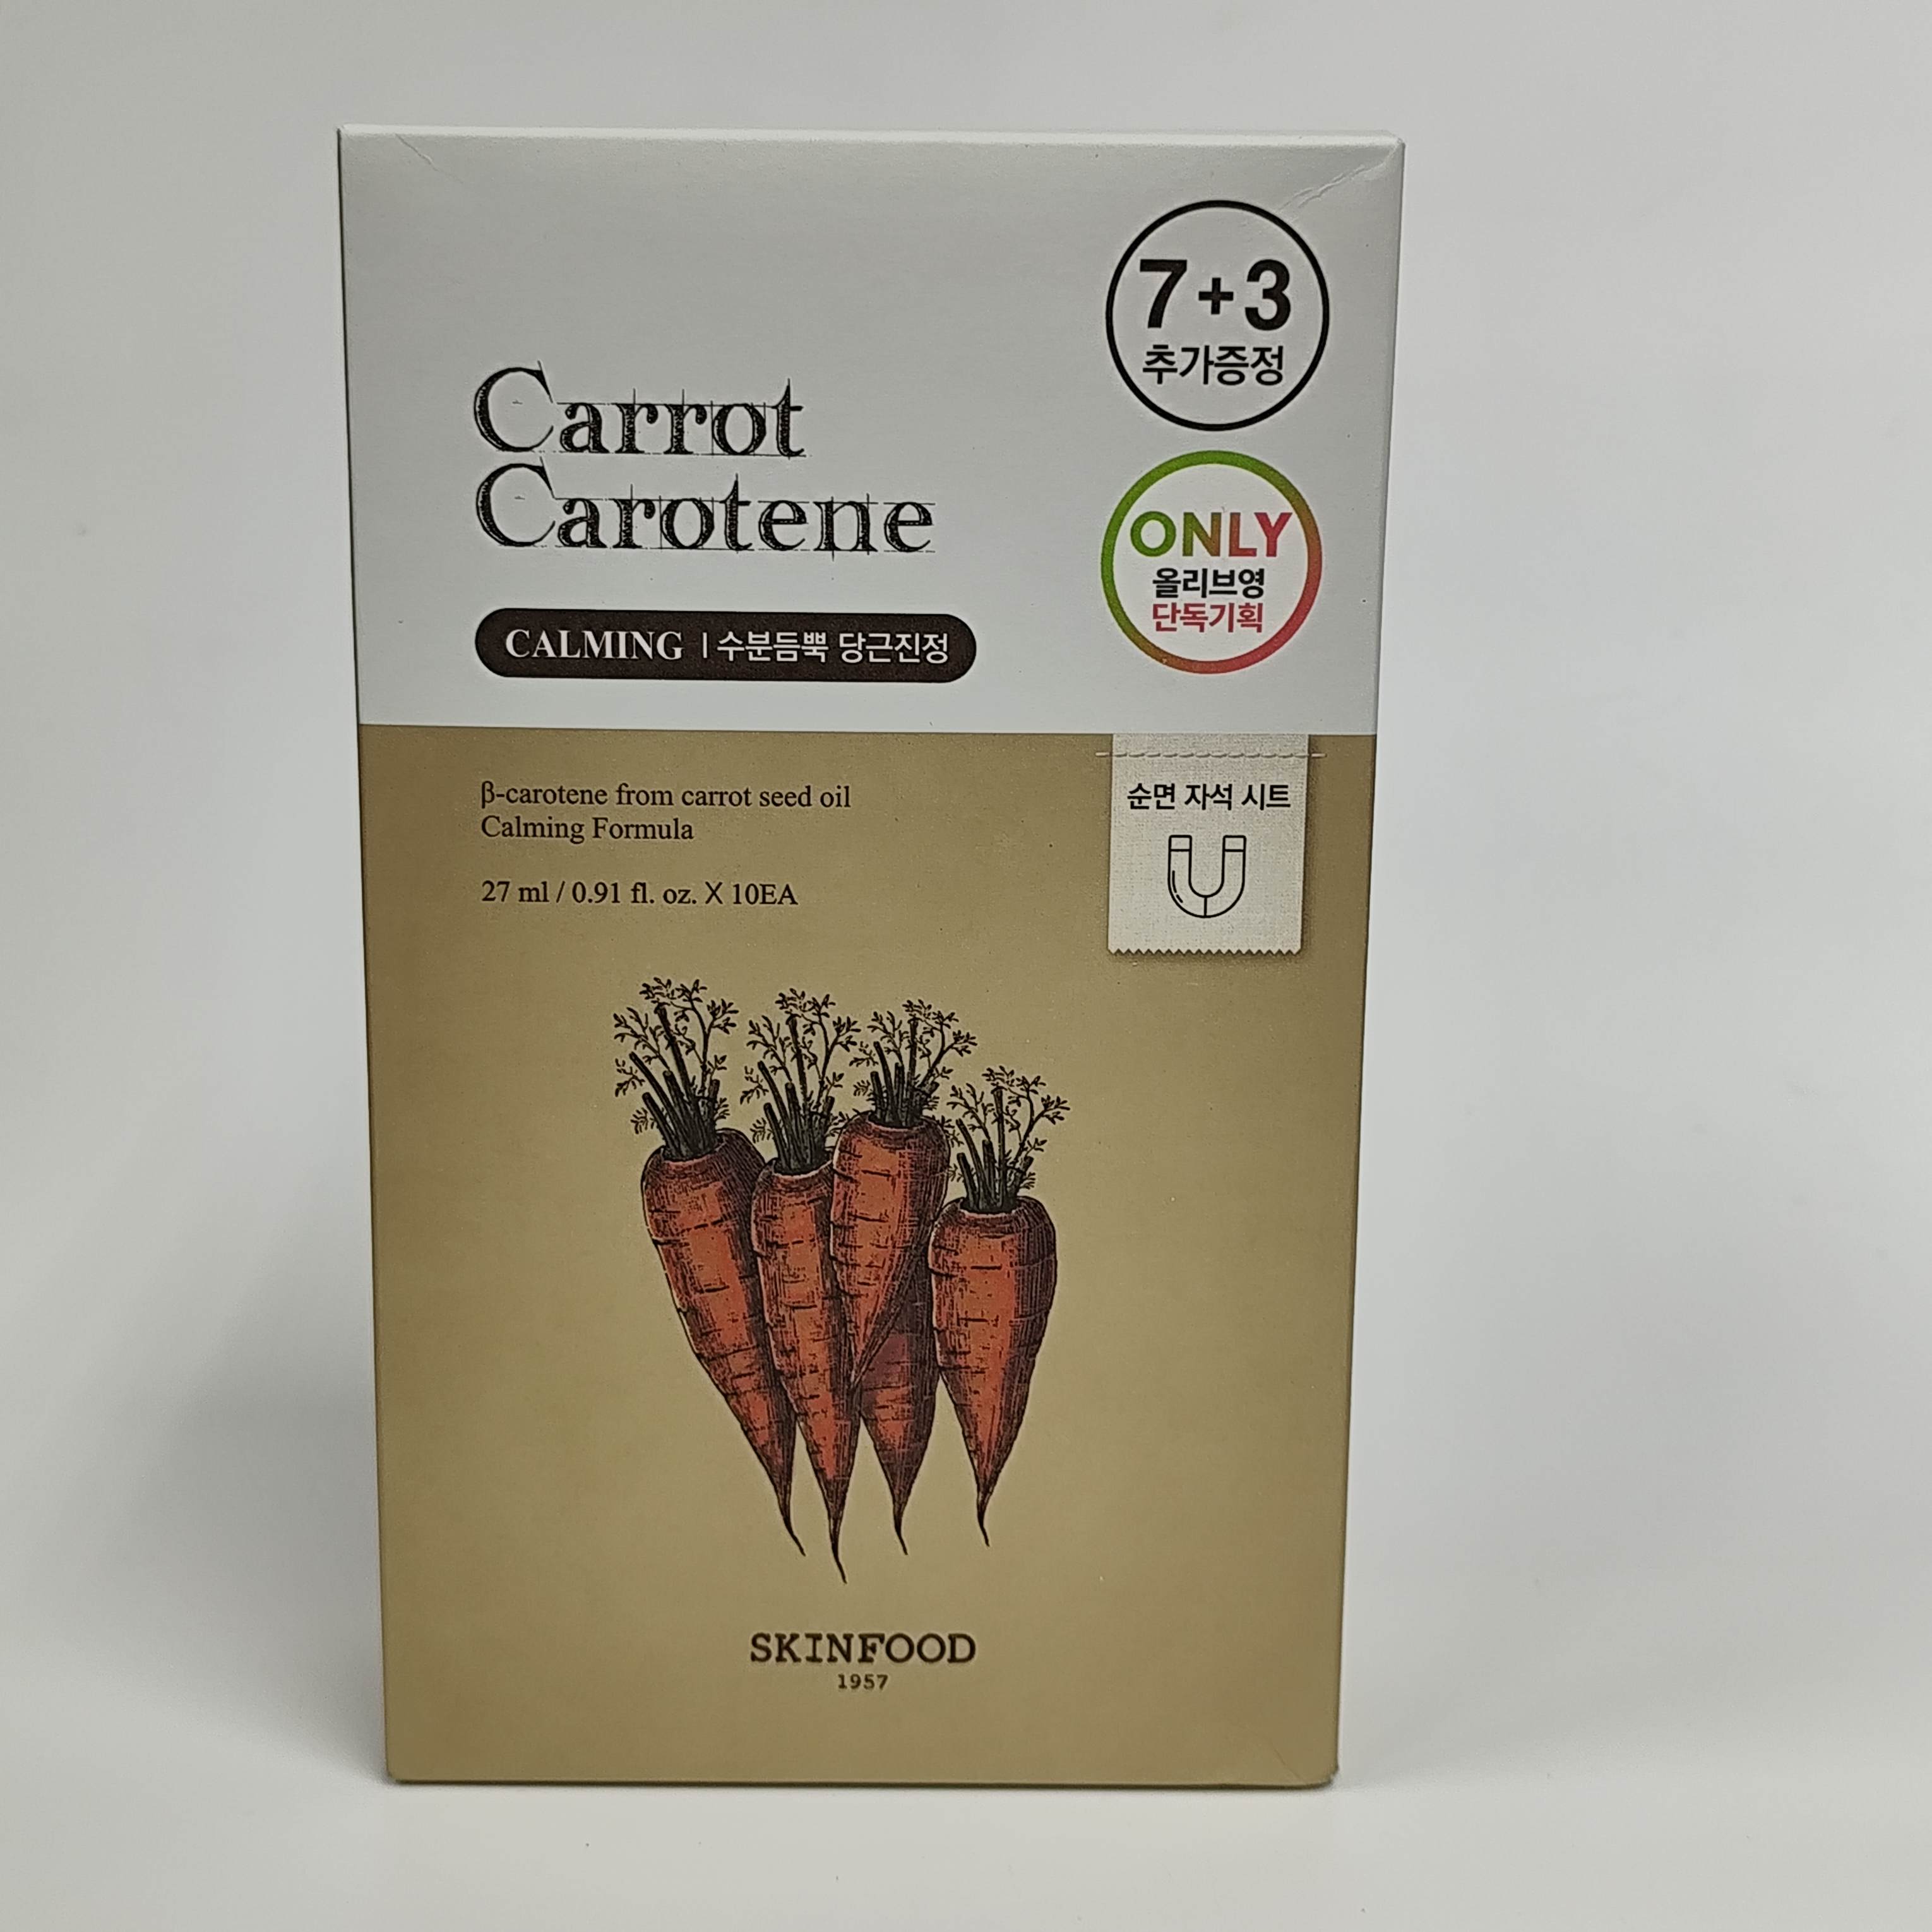 7+3
추가증정
Carrot
Carotene
ONLY
올리브영
단독기획
CALMING | 수분듬뿍 당근진정
β-carotene from carrot seed oil
Calming Formula
27 ml / 0.91 fl. oz. X 10EA
순면 자석 시트
SKINFOOD
1957